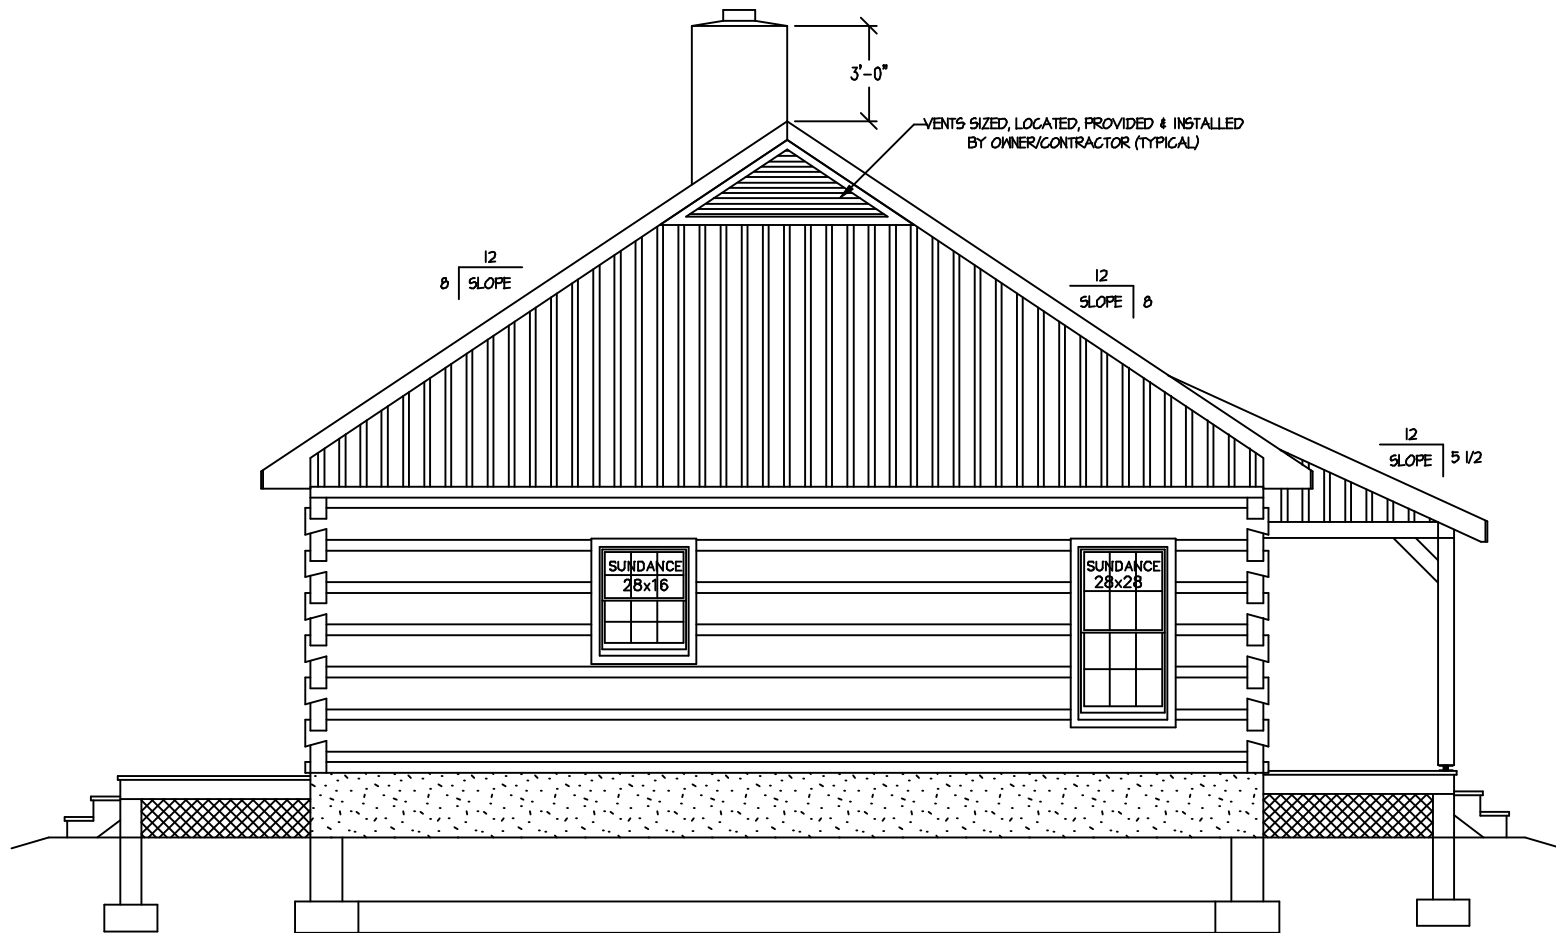 3'-0"
VENTS SIZED, LOCATED, PROVIDED & INSTALLED
BY OWNER/CONTRACTOR (TYPICAL)
12
8 SLOPE
12
SLOPE 8
12
SLOPE 5 1/2
SUNDANCE
28x16
SUNDANCE
28x28